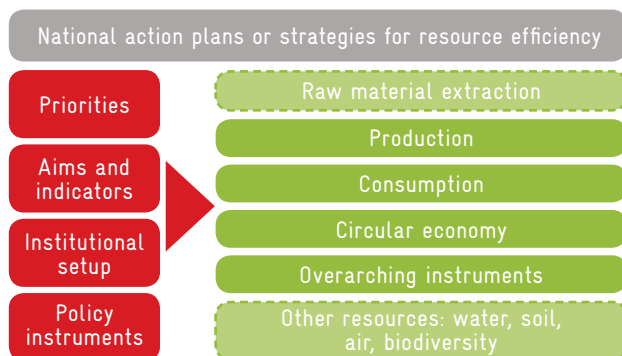 National action plans or strategies for resource efficiency
Priorities
Aims and
indicators
Institutional
setup
Policy
instruments
Raw material extraction
Production
Consumption
Circular economy
Overarching instruments
Other resources: water, soil,
air, biodiversity